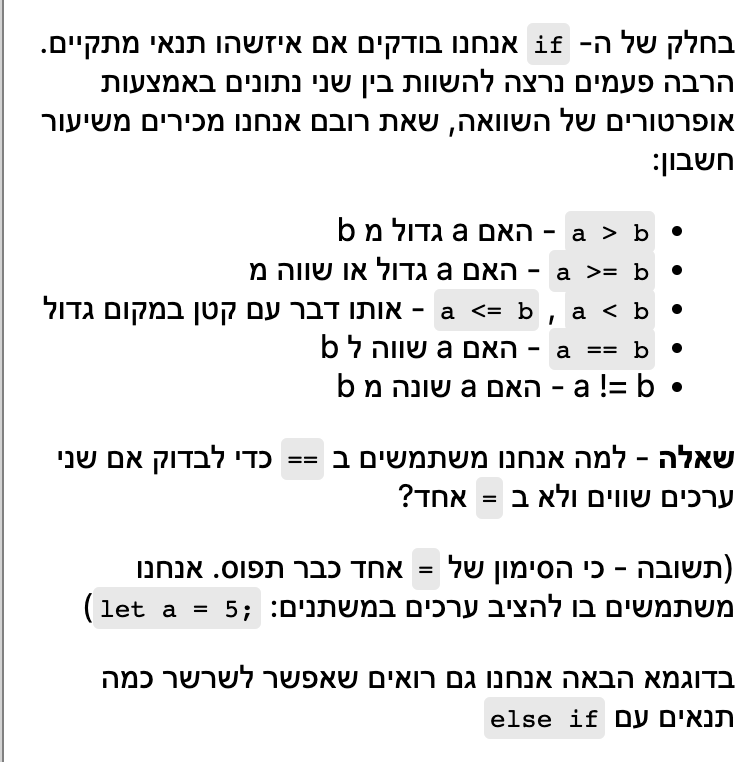 בחלק של ה- if אנחנו בודקים אם איזשהו תנאי מתקיים.
הרבה פעמים נרצה להשוות בין שני נתונים באמצעות
אופרטורים של השוואה, שאת רובם אנחנו מכירים משיעור
חשבון:
• a > b - האם a גדול מ b
• a >= b - האם a גדול או שווה מ
• a < b , a <= b - אותו דבר עם קטן במקום גדול
• a == b - האם a שווה ל b
• a != b - האם a שונה מ b
שאלה - למה אנחנו משתמשים ב == כדי לבדוק אם שני
ערכים שווים ולא ב = אחד?
(תשובה - כי הסימון של = אחד כבר תפוס. אנחנו
משתמשים בו להציב ערכים במשתנים: let a = 5;)
בדוגמא הבאה אנחנו גם רואים שאפשר לשרשר כמה
תנאים עם else if